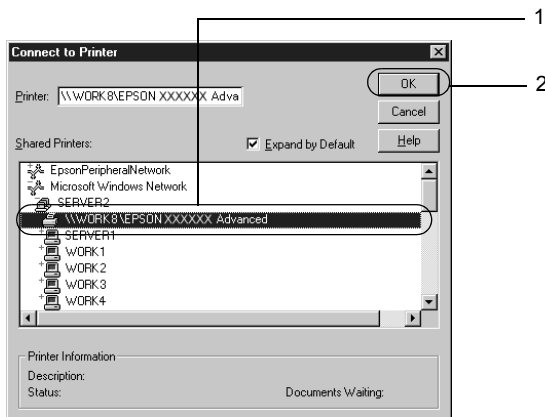 1
Connect to Printer
Printer: \\WORK8\EPSON XXXXXX Adva
OK
2
Cancel
Shared Printers:
Expand by Default
Help
EpsonPeripheralNetwork
Microsoft Windows Network
SERVER2
\\WORK8\EPSON XXXXXX Advanced
SERVER1
WORK1
WORK2
WORK3
WORK4
Printer Information
Description:
Status:
Documents Waiting: